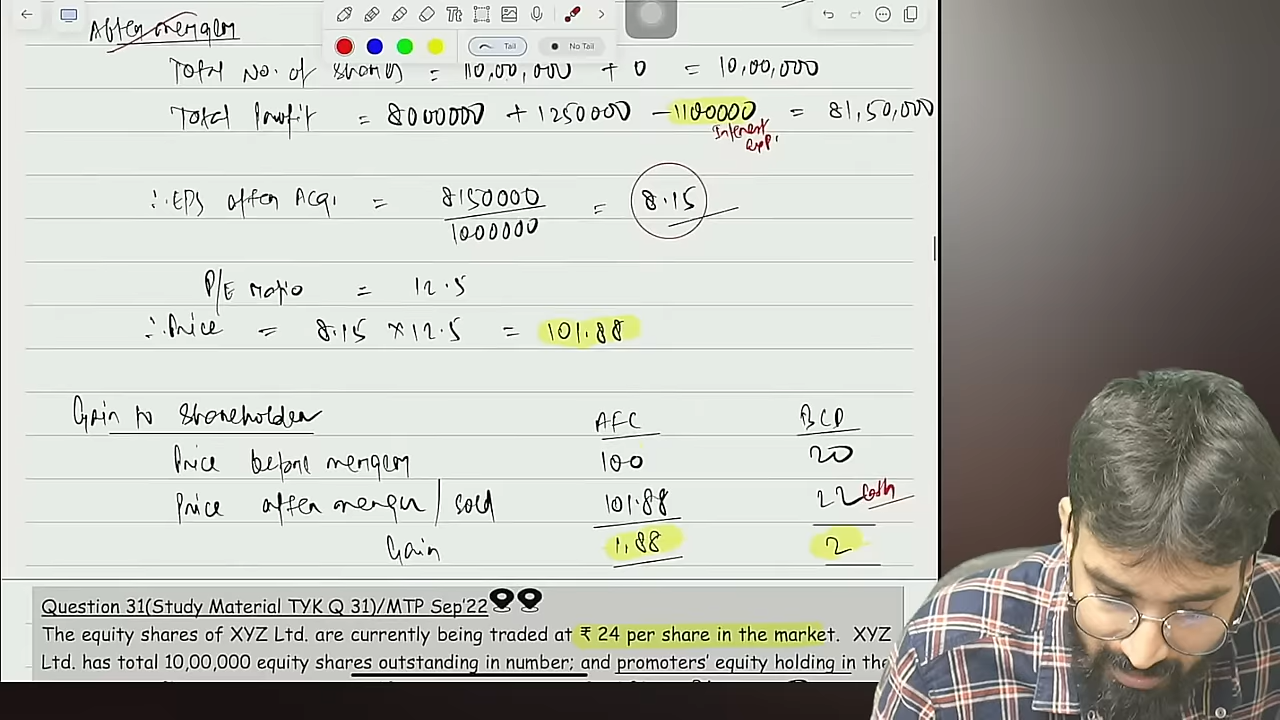 After merger
Tt Tail No Tail
Total No. of shares = 10,00,000 + 0 = 10,00,000
Total Profit = 8000000 + 1250000 - 1100000 = 81,50,000
Interest
exp.
∴ EPS after Acq. = 8150000 / 1000000 = 8.15
P/E Ratio = 12.5
∴ Price = 8.15 × 12.5 = 101.88
Gain to Shareholder AFC BCD
Price before merger 100 20
Price after merger / sold 101.88 22 cash
Gain 1.88 2
Question 31(Study Material TYK Q 31)/MTP Sep'22
The equity shares of XYZ Ltd. are currently being traded at ₹ 24 per share in the market. XYZ
Ltd. has total 10,00,000 equity shares outstanding in number; and promoters' equity holding in the